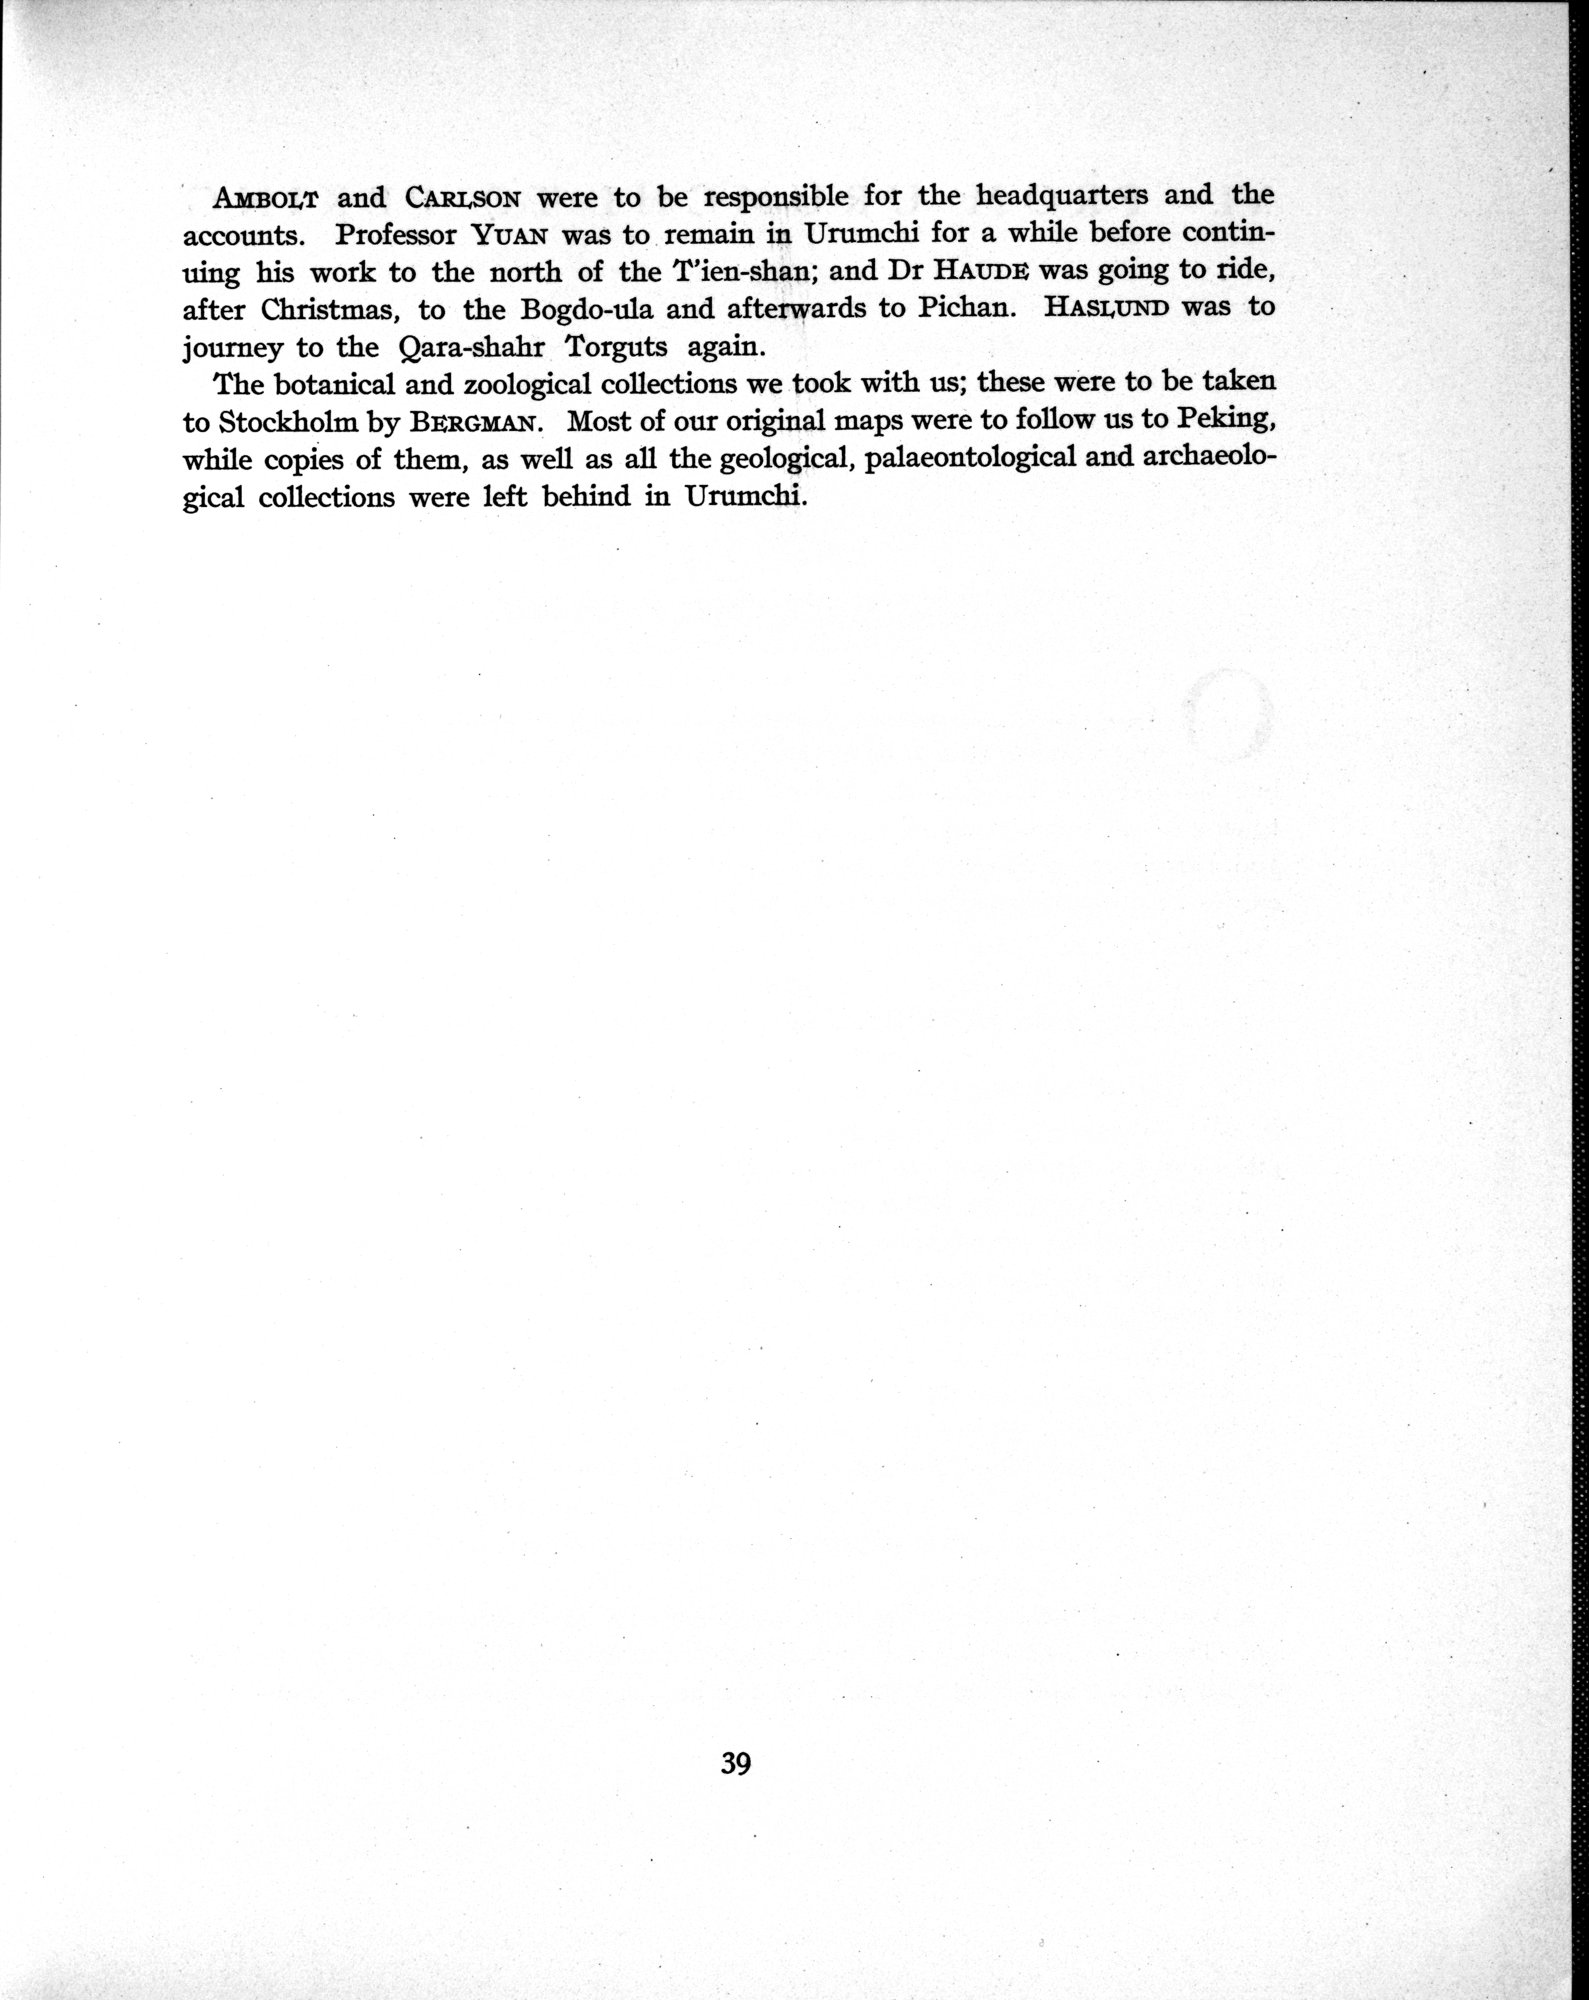 AMBOLT and CARLSON were to be responsible for the headquarters and the
accounts. Professor YUAN was to remain in Urumchi for a while before contin-
uing his work to the north of the T'ien-shan; and Dr HAUDE was going to ride,
after Christmas, to the Bogdo-ula and afterwards to Pichan. HASLUND was to
journey to the Qara-shahr Torguts again.
The botanical and zoological collections we took with us; these were to be taken
to Stockholm by BERGMAN. Most of our original maps were to follow us to Peking,
while copies of them, as well as all the geological, palaeontological and archaeolo-
gical collections were left behind in Urumchi.
39